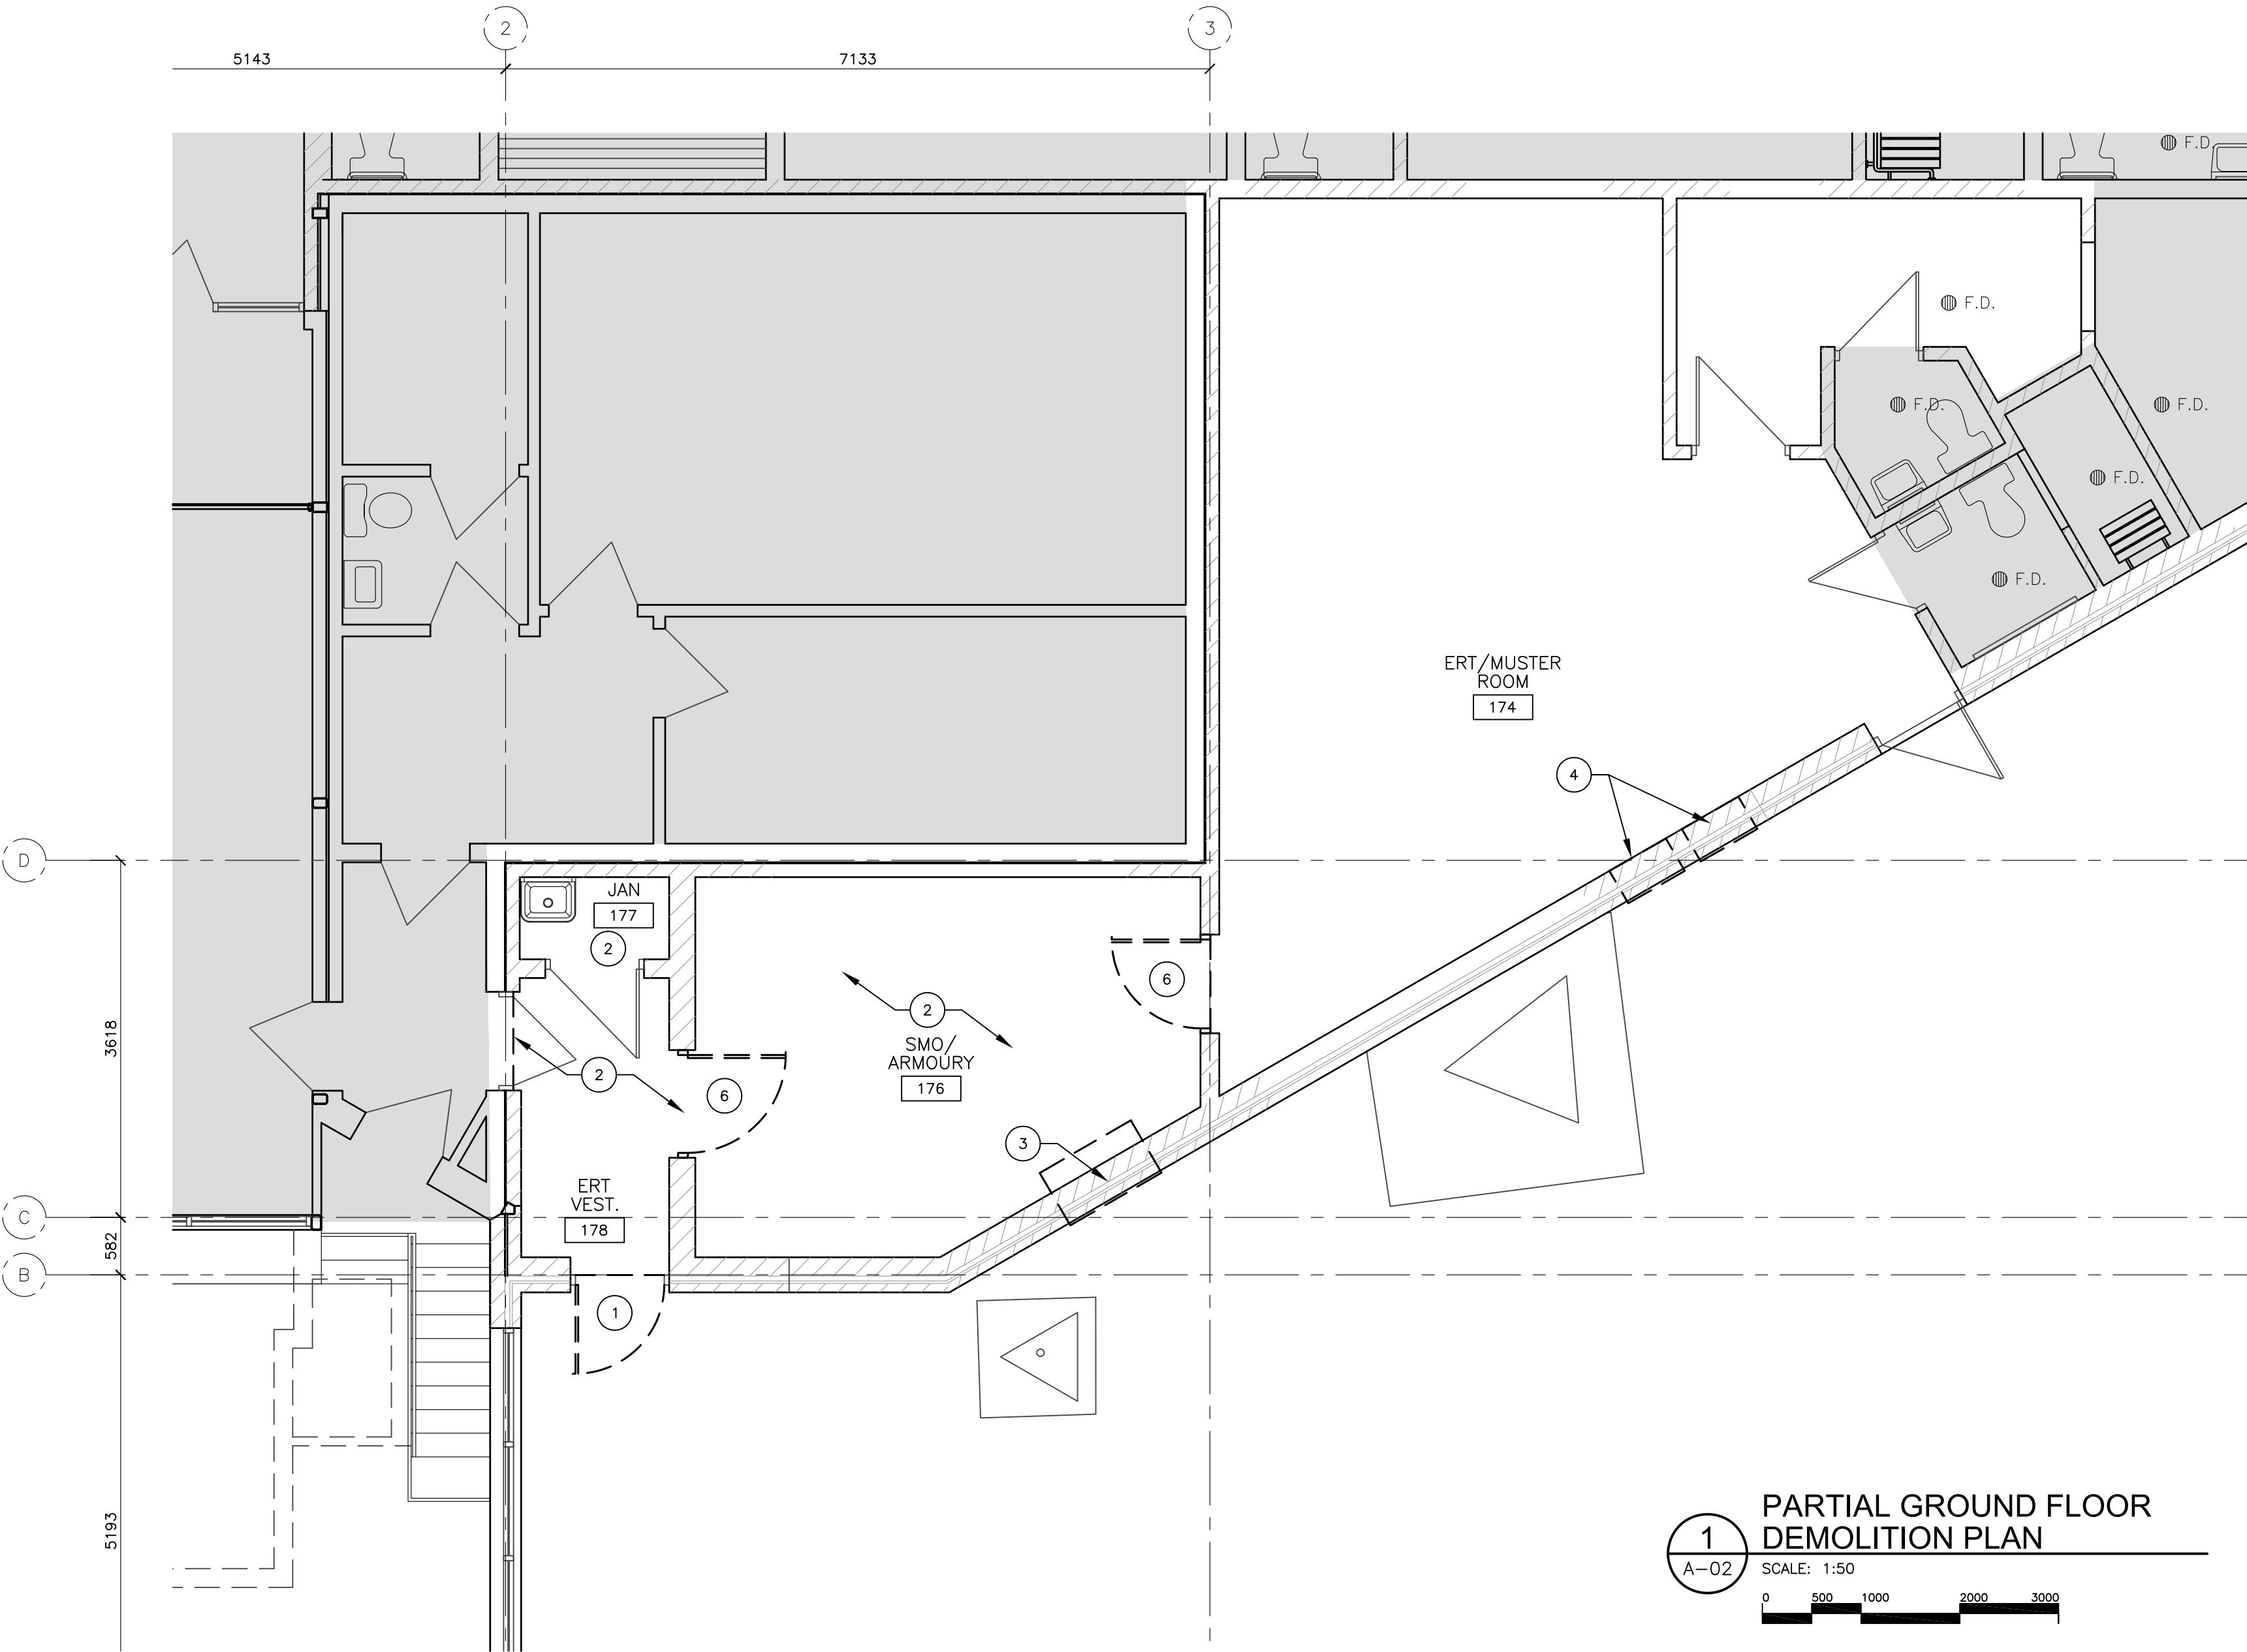 2
3
5143
7133
F.D.
F.D.
F.D.
F.D.
F.D.
F.D.
ERT/MUSTER
ROOM
174
4
D
JAN
177
2
6
2
SMO/
ARMOURY
176
3618
2
6
3
ERT
VEST.
178
C
582
B
1
5193
1
A-02
PARTIAL GROUND FLOOR
DEMOLITION PLAN
SCALE: 1:50
0 500 1000 2000 3000